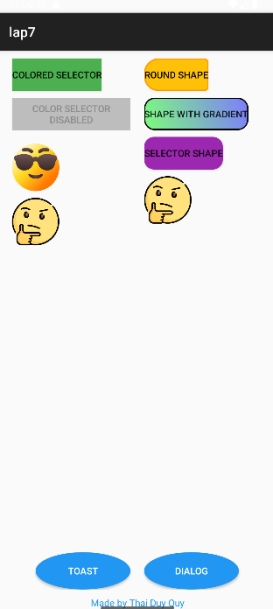 lap7
COLORED SELECTOR
ROUND SHAPE
COLOR SELECTOR
DISABLED
SHAPE WITH GRADIENT
SELECTOR SHAPE
TOAST
DIALOG
Made by Thai Duy Quy